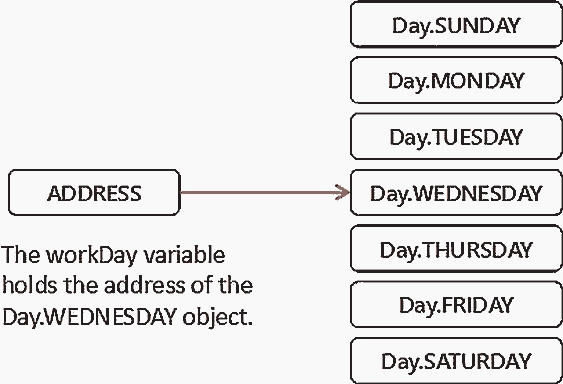 Day.SUNDAY
Day.MONDAY
Day.TUESDAY
ADDRESS
Day.WEDNESDAY
The workDay variable
holds the address of the
Day.WEDNESDAY object.
Day.THURSDAY
Day.FRIDAY
Day.SATURDAY